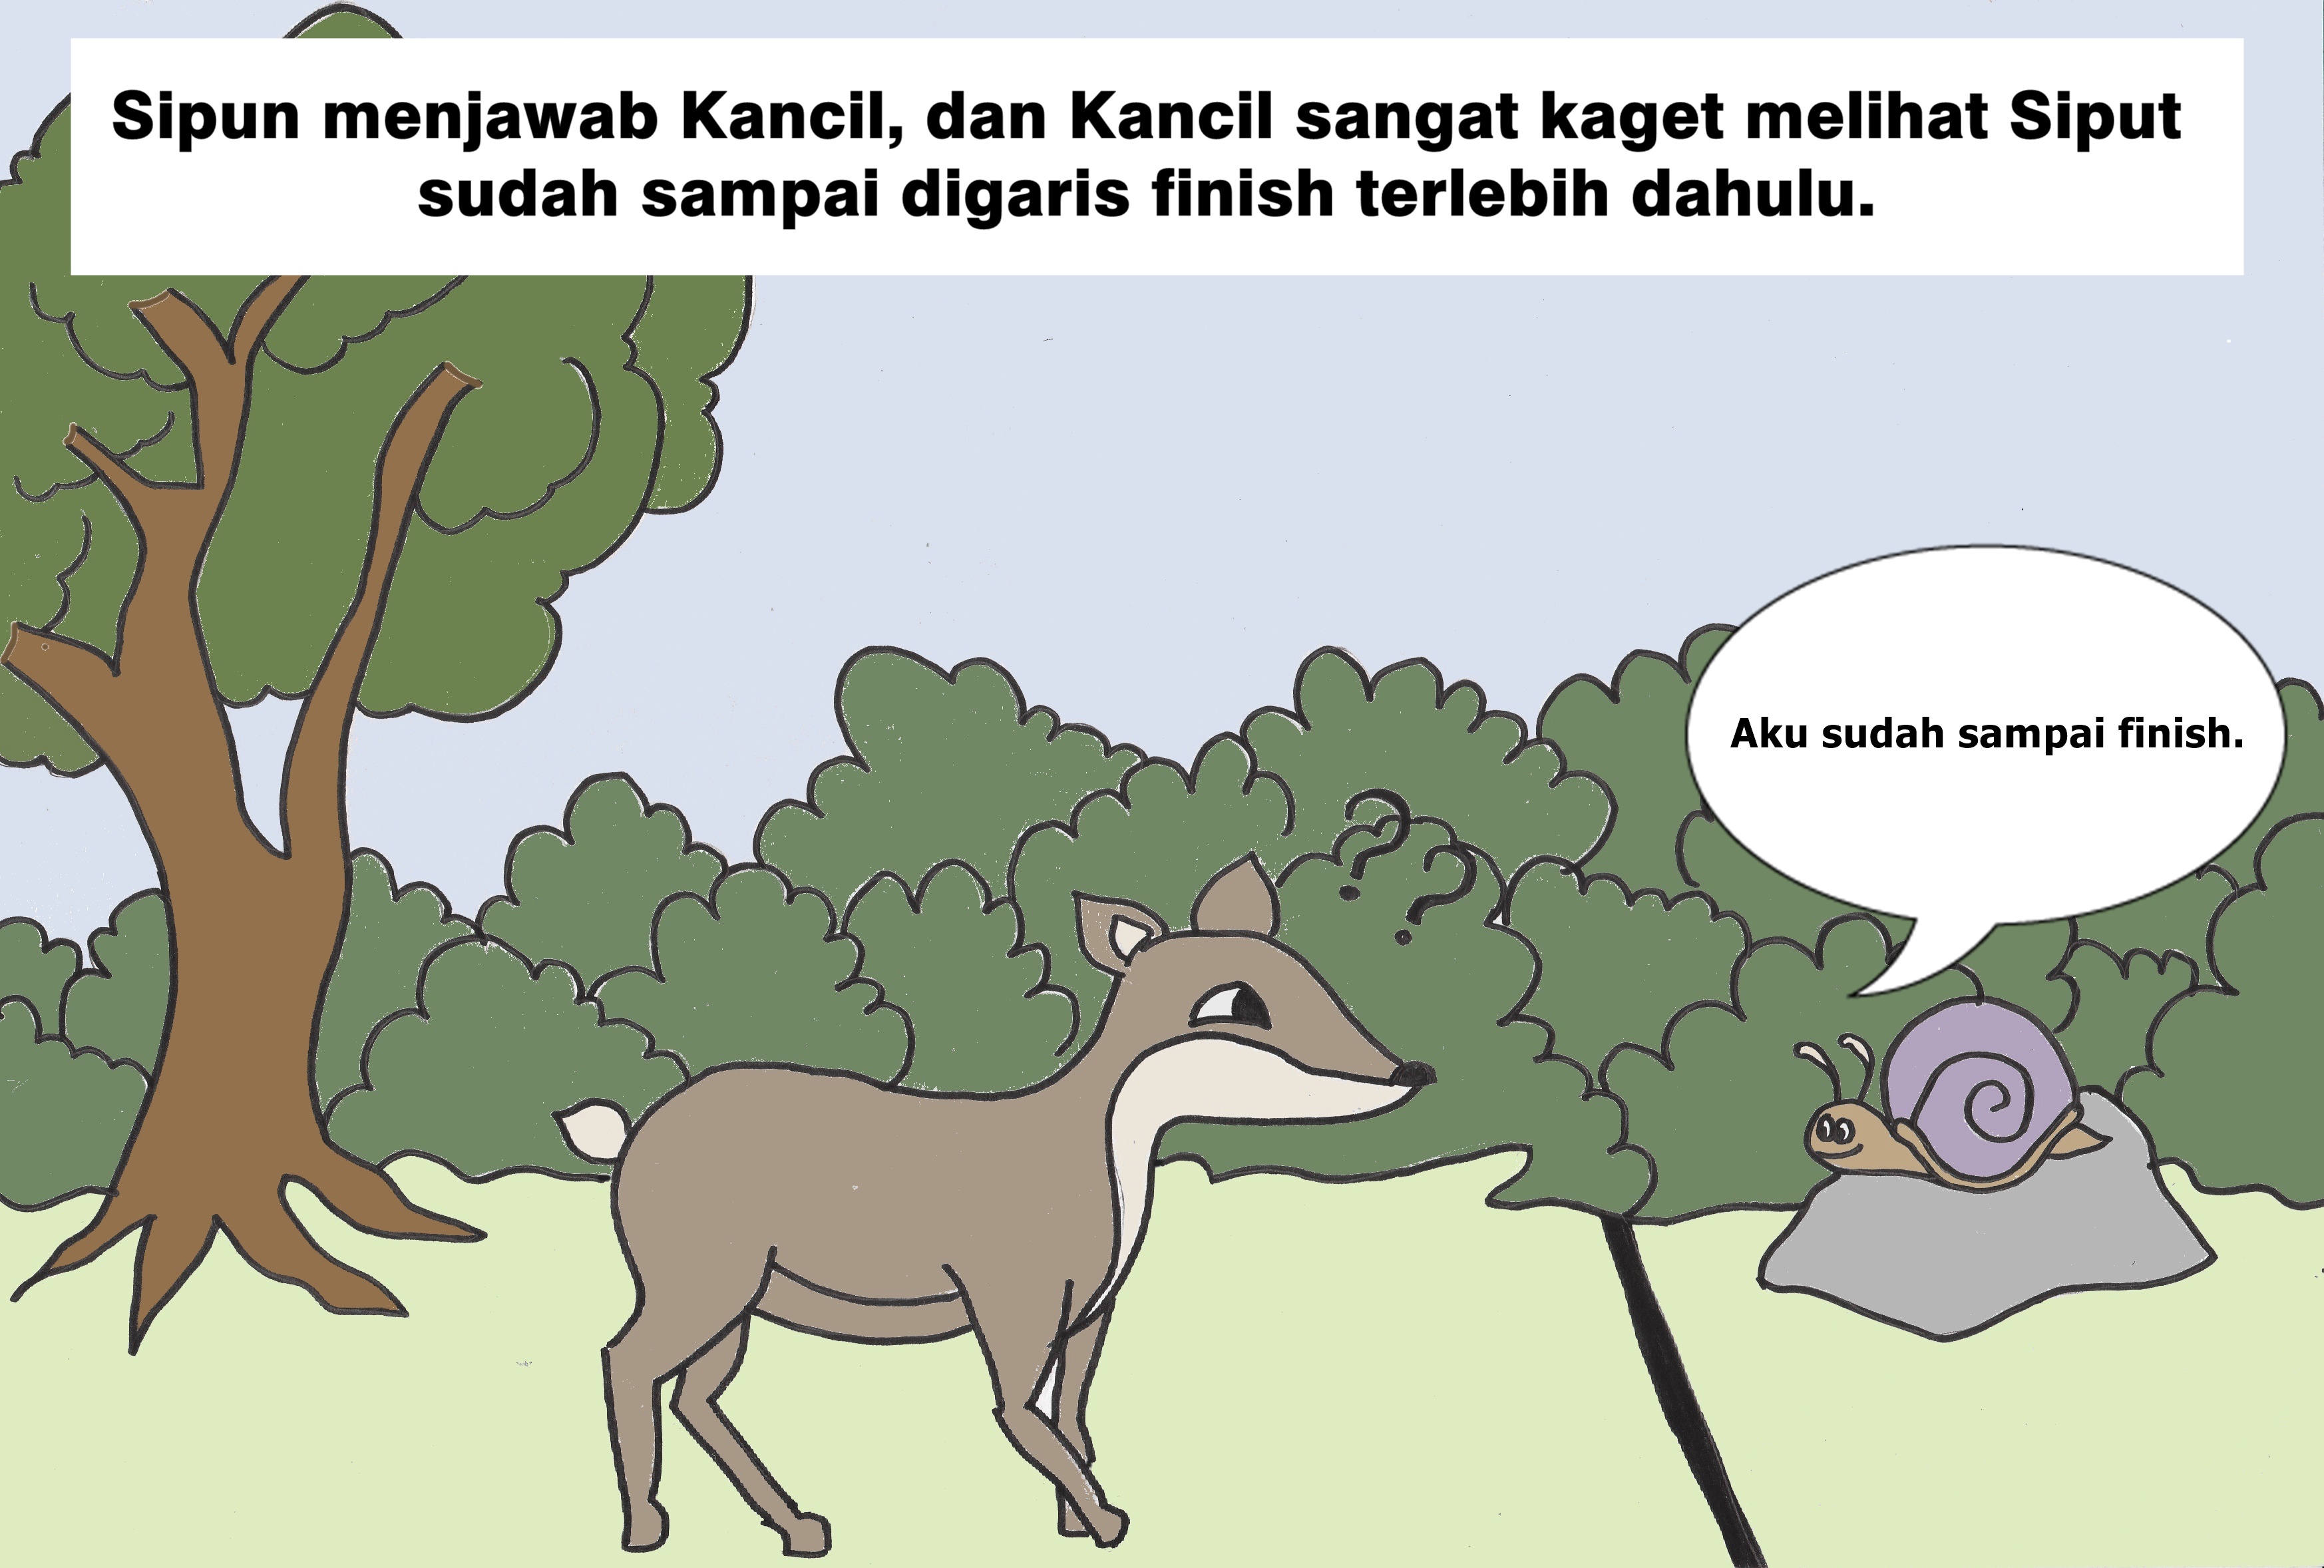 Sipun menjawab Kancil, dan Kancil sangat kaget melihat Siput
sudah sampai digaris finish terlebih dahulu.
Aku sudah sampai finish.
??